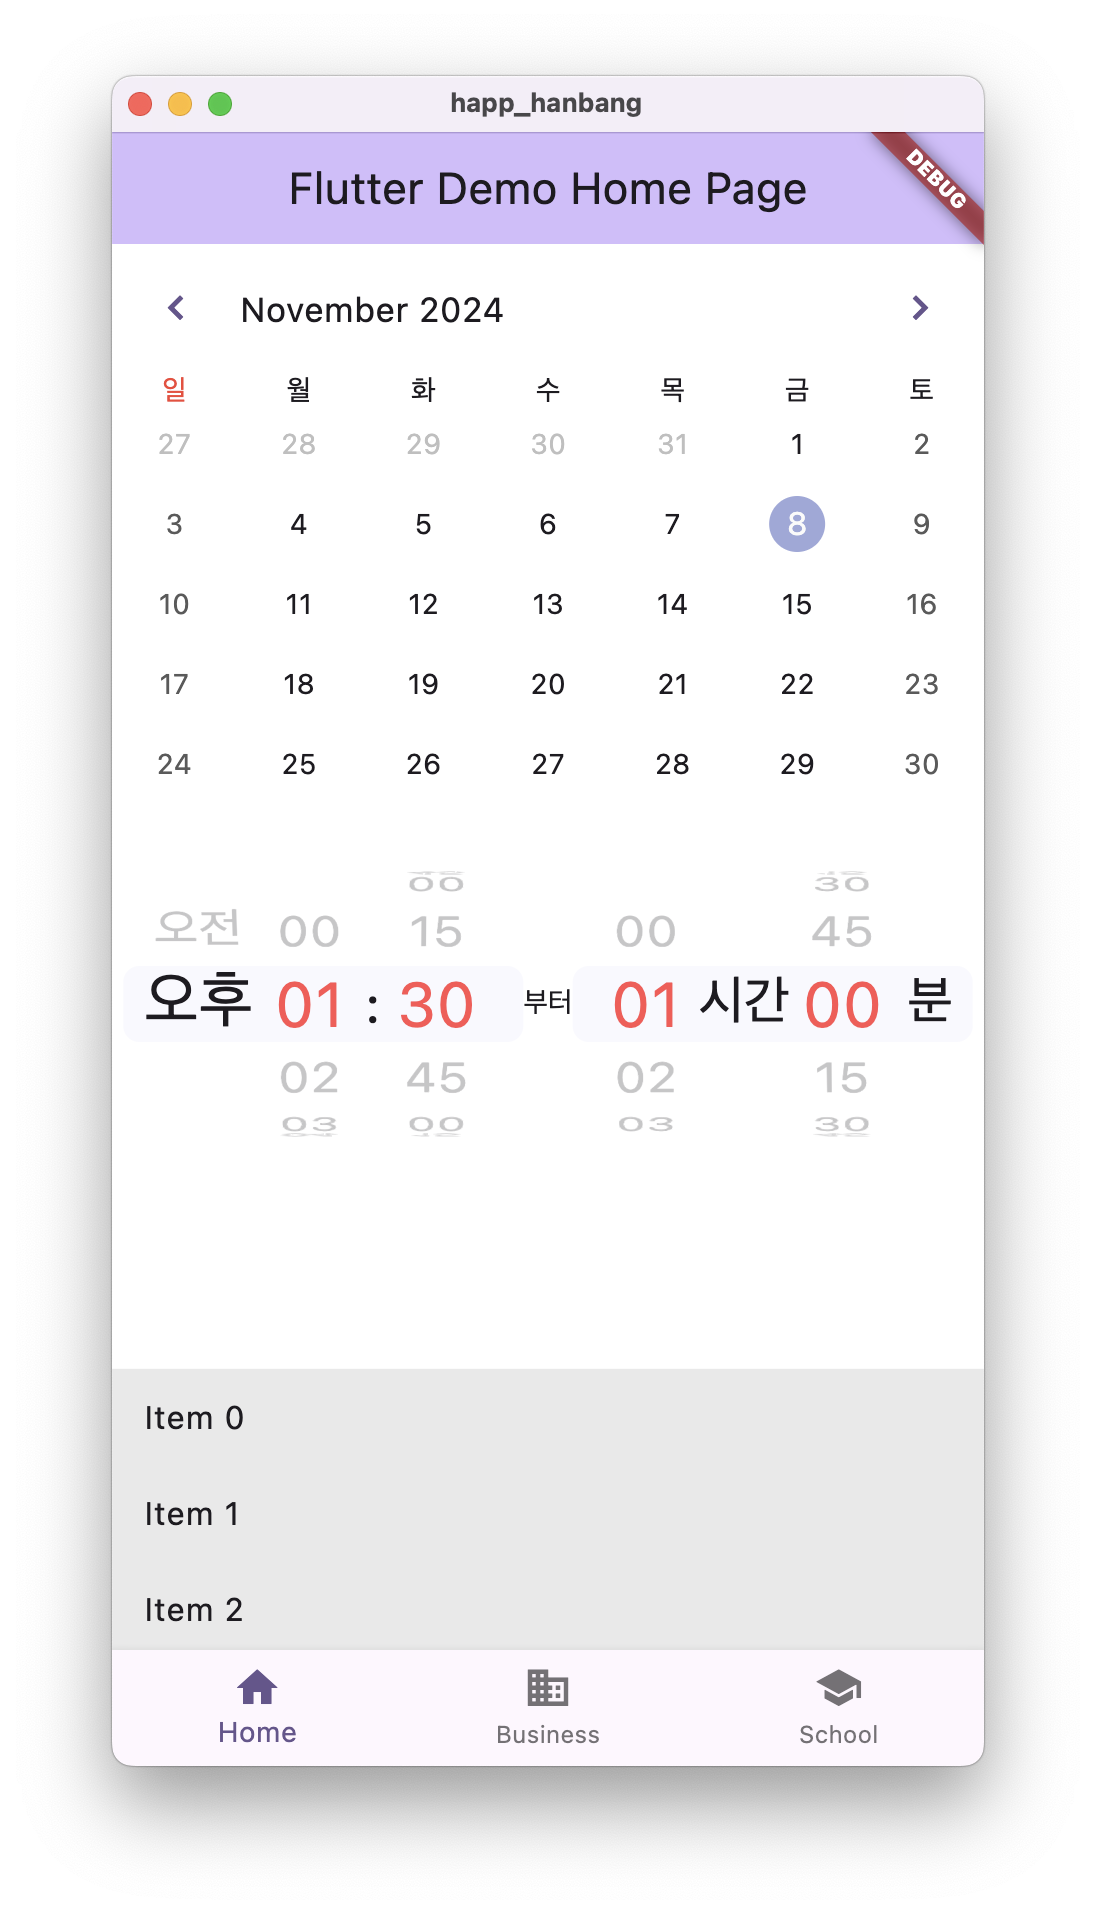 happ_hanbang
Flutter Demo Home Page
DEBUG
November 2024
일 월 화 수 목 금 토
27 28 29 30 31 1 2
3 4 5 6 7 8 9
10 11 12 13 14 15 16
17 18 19 20 21 22 23
24 25 26 27 28 29 30
00 30
오전 00 15 00 45
오후 01 : 30 부터 01 시간 00 분
02 45 02 15
03 00 03 30
Item 0
Item 1
Item 2
Home Business School